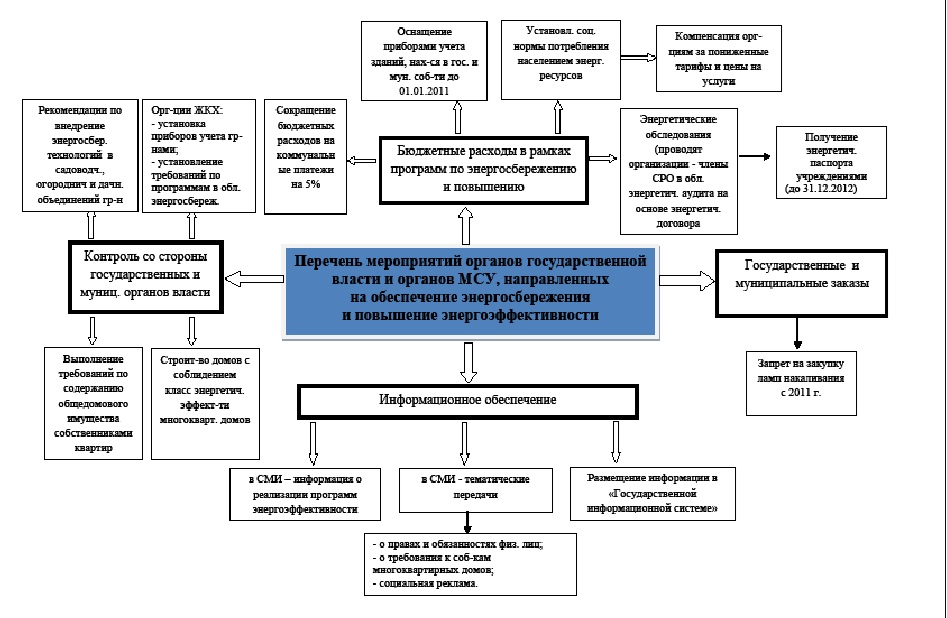 Оснащение
приборами учета
зданий, нах-ся в гос. и
мун. соб-ти до
01.01.2011
Установл. соц.
нормы потребления
населением энерг.
ресурсов
Компенсация орг-
циям за пониженные
тарифы и цены на
услуги
Рекомендации по
внедрение
энергосбер.
технологий в
садоводч.,
огороднич и дачн.
объединений гр-н
Орг-ции ЖКХ:
- установка
приборов учета гр-
нами;
- установление
требований по
программам в обл.
энергосбереж.
Сокращение
бюджетных
расходов на
коммунальн
ые платежи
на 5%
Бюджетные расходы в рамках
программ по энергосбережению
и повышению
Энергетические
обследования
(проводят
организации - члены
СРО в обл.
энергетич. аудита на
основе энергетич.
договора
Получение
энергетич.
паспорта
учреждениями
(до 31.12.2012)
Контроль со стороны
государственных и
муниц. органов власти
Перечень мероприятий органов государственной
власти и органов МСУ, направленных
на обеспечение энергосбережения
и повышение энергоэффективности
Государственные и
муниципальные заказы
Выполнение
требований по
содержанию
общедомового
имущества
собственниками
квартир
Строит-во домов с
соблидением
класс энергетич.
эффект-ти
многокварт. домов
Запрет на закупку
ламп накаливания
с 2011 г.
Информационное обеспечение
в СМИ – информация о
реализации программ
энергоэффективности
в СМИ - тематические
передачи
Размещение информации в
«Государственной
информационной системе»
- о правах и обязанностях физ. лиц;
- о требования к соб-кам
многоквартирных домов;
- социальная реклама.